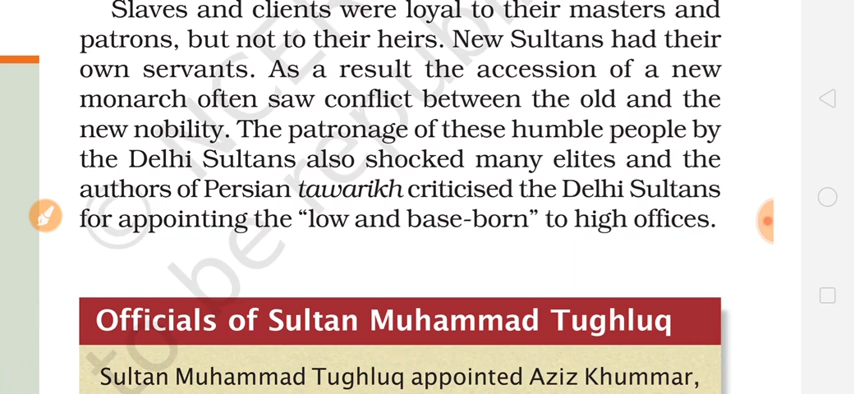 Slaves and clients were loyal to their masters and
patrons, but not to their heirs. New Sultans had their
own servants. As a result the accession of a new
monarch often saw conflict between the old and the
new nobility. The patronage of these humble people by
the Delhi Sultans also shocked many elites and the
authors of Persian tawarikh criticised the Delhi Sultans
for appointing the “low and base-born” to high offices.
© NCERT
to be republi
Officials of Sultan Muhammad Tughluq
Sultan Muhammad Tughluq appointed Aziz Khummar,